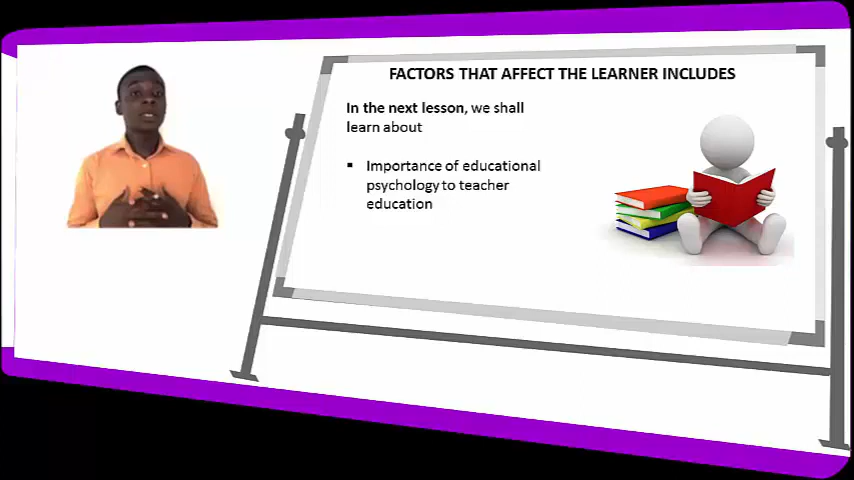 FACTORS THAT AFFECT THE LEARNER INCLUDES
In the next lesson, we shall
learn about
▪ Importance of educational
psychology to teacher
education